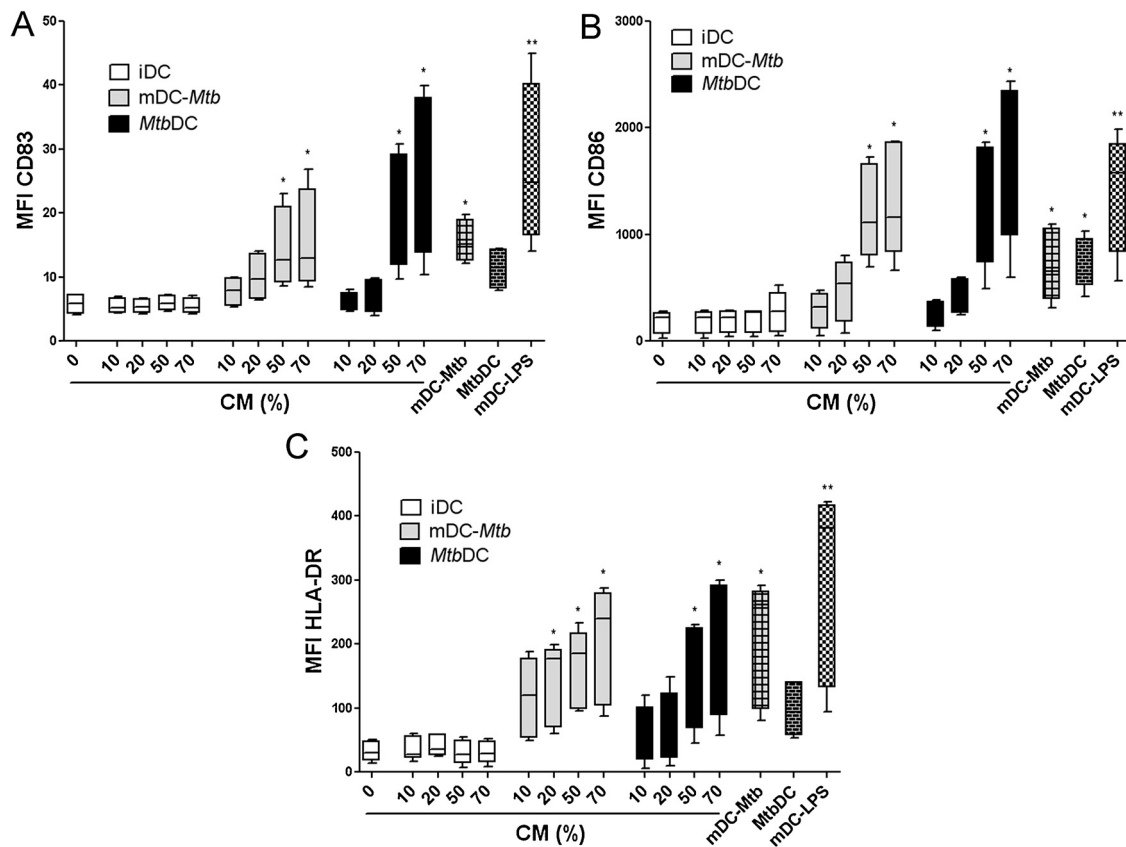 A
MFI CD83
50
40
30
20
10
0
iDC
mDC-Mtb
MtbDC
* * * * * **
0 10 20 50 70 10 20 50 70 10 20 50 70 mDC-Mtb MtbDC mDC-LPS
CM (%)
B
MFI CD86
3000
2000
1000
0
iDC
mDC-Mtb
MtbDC
* * * * * * **
0 10 20 50 70 10 20 50 70 10 20 50 70 mDC-Mtb MtbDC mDC-LPS
CM (%)
C
MFI HLA-DR
500
400
300
200
100
0
iDC
mDC-Mtb
MtbDC
* * * * * * **
0 10 20 50 70 10 20 50 70 10 20 50 70 mDC-Mtb MtbDC mDC-LPS
CM (%)